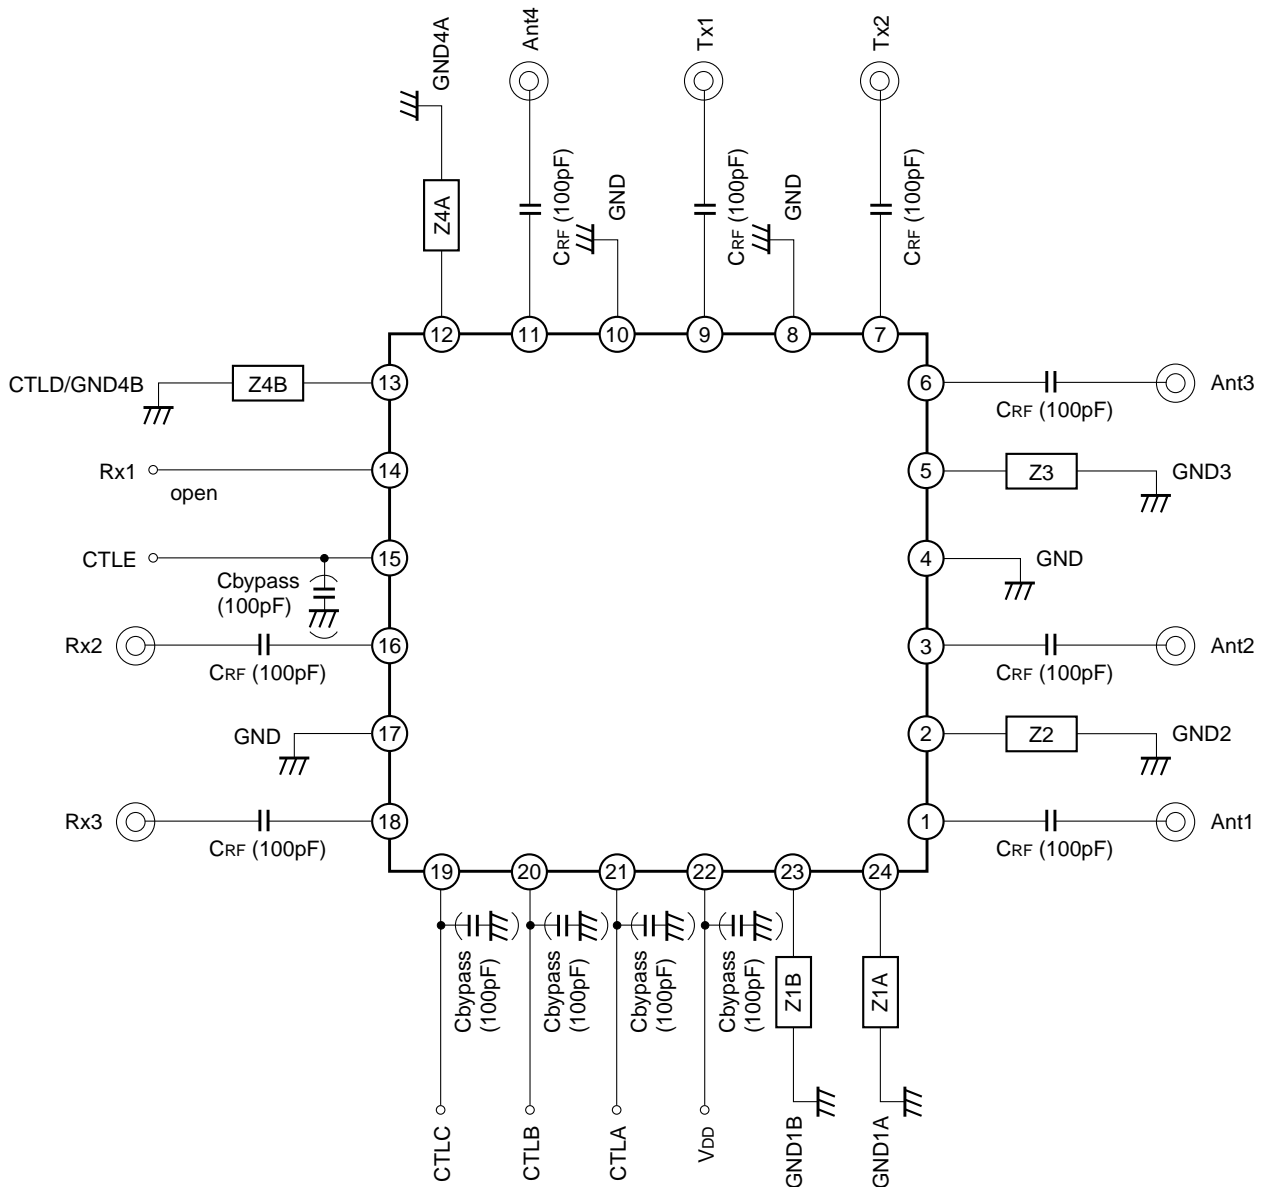 GND4A
Ant4
Tx1
Tx2
Z4A
CRF (100pF)
GND
CRF (100pF)
GND
CRF (100pF)
12
11
10
9
8
7
CTLD/GND4B
Z4B
13
6
CRF (100pF)
Ant3
Rx1
open
14
5
Z3
GND3
CTLE
Cbypass
(100pF)
15
4
GND
Rx2
CRF (100pF)
16
3
CRF (100pF)
Ant2
GND
17
2
Z2
GND2
Rx3
CRF (100pF)
18
1
CRF (100pF)
Ant1
19
20
21
22
23
24
Cbypass
(100pF)
Cbypass
(100pF)
Cbypass
(100pF)
Cbypass
(100pF)
Z1B
Z1A
CTLC
CTLB
CTLA
VDD
GND1B
GND1A